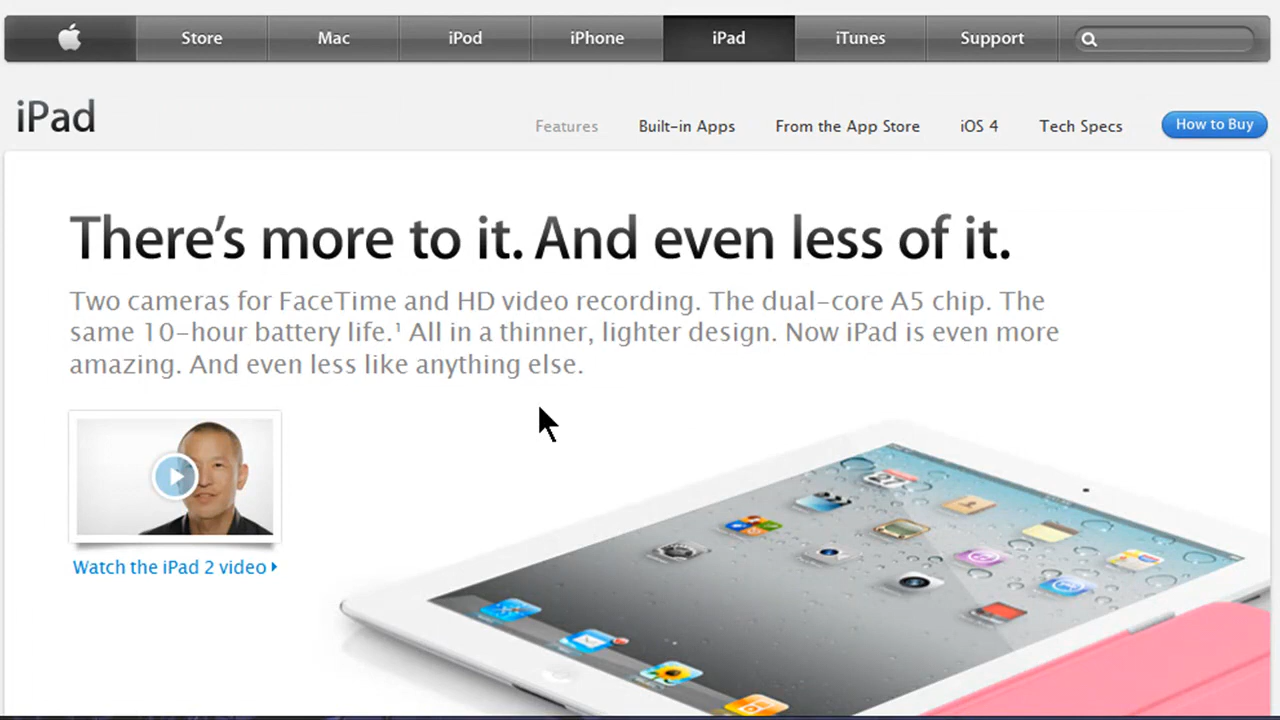 Store Mac iPod iPhone iPad iTunes Support
iPad
Features Built-in Apps From the App Store iOS 4 Tech Specs How to Buy
There's more to it. And even less of it.
Two cameras for FaceTime and HD video recording. The dual-core A5 chip. The
same 10-hour battery life.¹ All in a thinner, lighter design. Now iPad is even more
amazing. And even less like anything else.
Watch the iPad 2 video
27